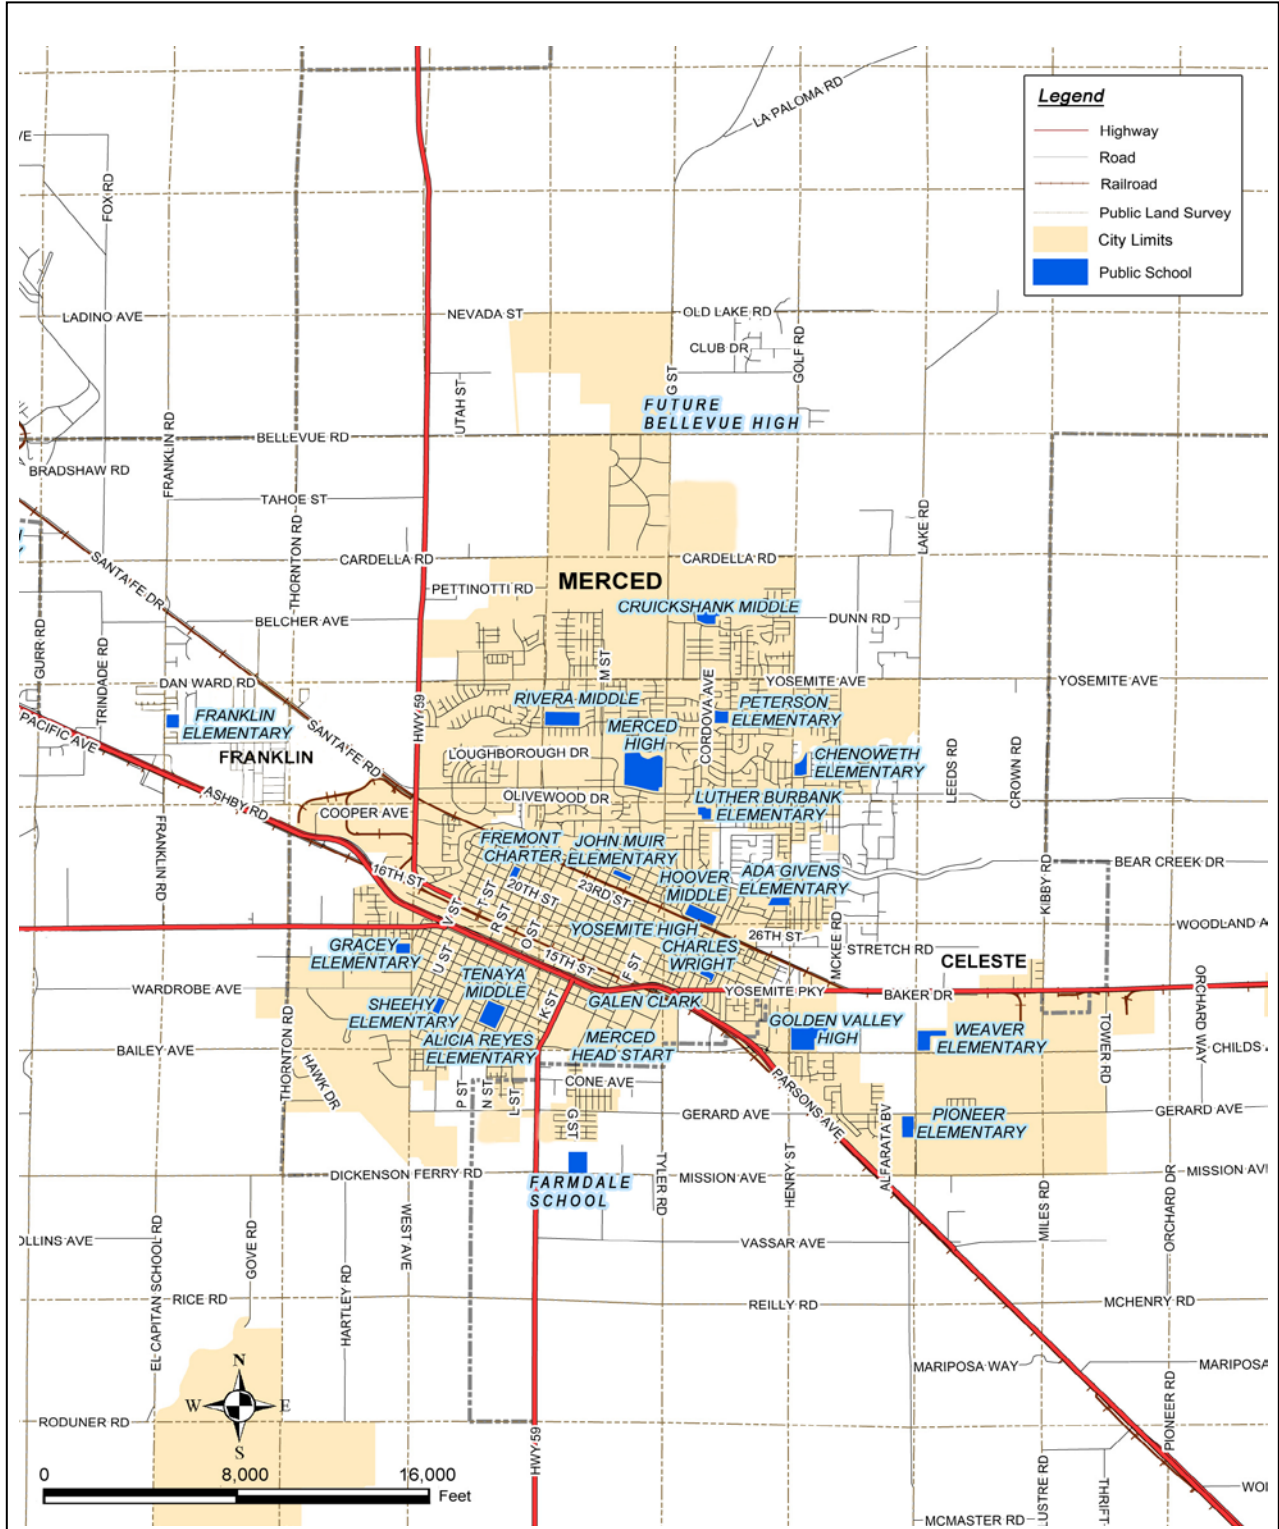 LA PALOMA RD
Legend
Highway
Road
Railroad
Public Land Survey
City Limits
Public School
FOX RD
LADINO AVE
NEVADA ST
OLD LAKE RD
CLUB DR
GOLF RD
G ST
UTAH ST
FUTURE
BELLEVUE HIGH
FRANKLIN RD
BELLEVUE RD
BRADSHAW RD
TAHOE ST
THORNTON RD
LAKE RD
SANTA FE DR
CARDELLA RD
CARDELLA RD
MERCED
PETTINOTTI RD
CRUICKSHANK MIDDLE
BELCHER AVE
DUNN RD
GURR RD
TRINDADE RD
M ST
DAN WARD RD
YOSEMITE AVE
YOSEMITE AVE
HWY 59
RIVERA MIDDLE
CORDOVA AVE
PETERSON
ELEMENTARY
FRANKLIN
ELEMENTARY
PACIFIC AVE
SANTA FE RD
MERCED
HIGH
FRANKLIN
LOUGHBOROUGH DR
CHENOWETH
ELEMENTARY
LEEDS RD
CROWN RD
ASHBY RD
COOPER AVE
OLIVEWOOD DR
LUTHER BURBANK
ELEMENTARY
FRANKLIN RD
FREMONT
CHARTER
JOHN MUIR
ELEMENTARY
16TH ST
20TH ST
23RD ST
HOOVER
MIDDLE
ADA GIVENS
ELEMENTARY
KIBBY RD
BEAR CREEK DR
V ST
T ST
R ST
O ST
YOSEMITE HIGH
26TH ST
MCKEE RD
WOODLAND A
STRETCH RD
GRACEY
ELEMENTARY
U ST
15TH ST
F ST
CHARLES
WRIGHT
CELESTE
TENAYA
MIDDLE
WARDROBE AVE
K ST
GALEN CLARK
YOSEMITE PKY
BAKER DR
ORCHARD WAY
SHEEHY
ELEMENTARY
THORNTON RD
GOLDEN VALLEY
HIGH
WEAVER
ELEMENTARY
TOWER RD
BAILEY AVE
ALICIA REYES
ELEMENTARY
MERCED
HEAD START
CHILDS
HAWK DR
P ST
N ST
L ST
CONE AVE
PARSONS AVE
GERARD AVE
GERARD AVE
G ST
ALFARATA BV
PIONEER
ELEMENTARY
DICKENSON FERRY RD
FARMDALE
SCHOOL
TYLER RD
MISSION AVE
HENRY ST
MISSION AV
MILES RD
ORCHARD DR
OLLINS AVE
EL CAPITAN SCHOOL RD
GOVE RD
WEST AVE
VASSAR AVE
RICE RD
HARTLEY RD
REILLY RD
MCHENRY RD
MARIPOSA WAY
MARIPOSA
N
W
E
S
RODUNER RD
PIONEER RD
HWY 59
0
8,000
16,000
Feet
LUSTRE RD
THRIFT
WO
MCMASTER RD